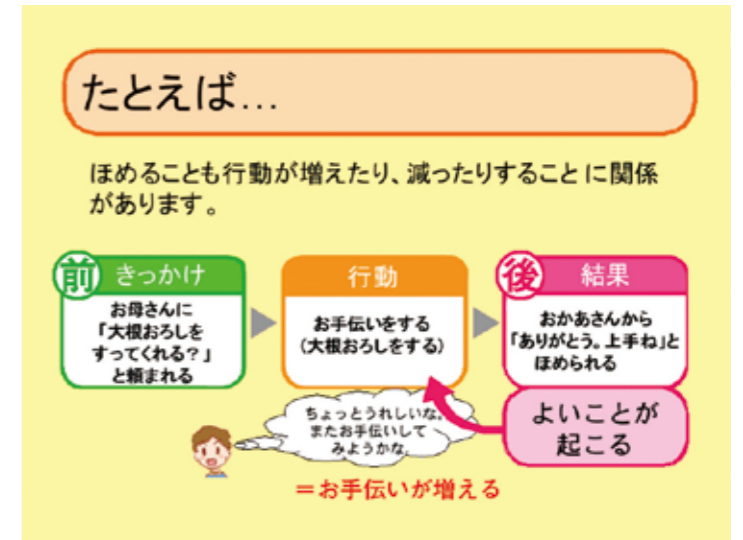 たとえば…
ほめることも行動が増えたり、減ったりすることに関係
があります。
前 きっかけ
お母さんに
「大根おろしを
すってくれる？」
と頼まれる
行動
お手伝いをする
(大根おろしをする)
後 結果
おかあさんから
「ありがとう。上手ね」と
ほめられる
ちょっとうれしいな。
またお手伝いして
みようかな
よいことが
起こる
＝お手伝いが増える